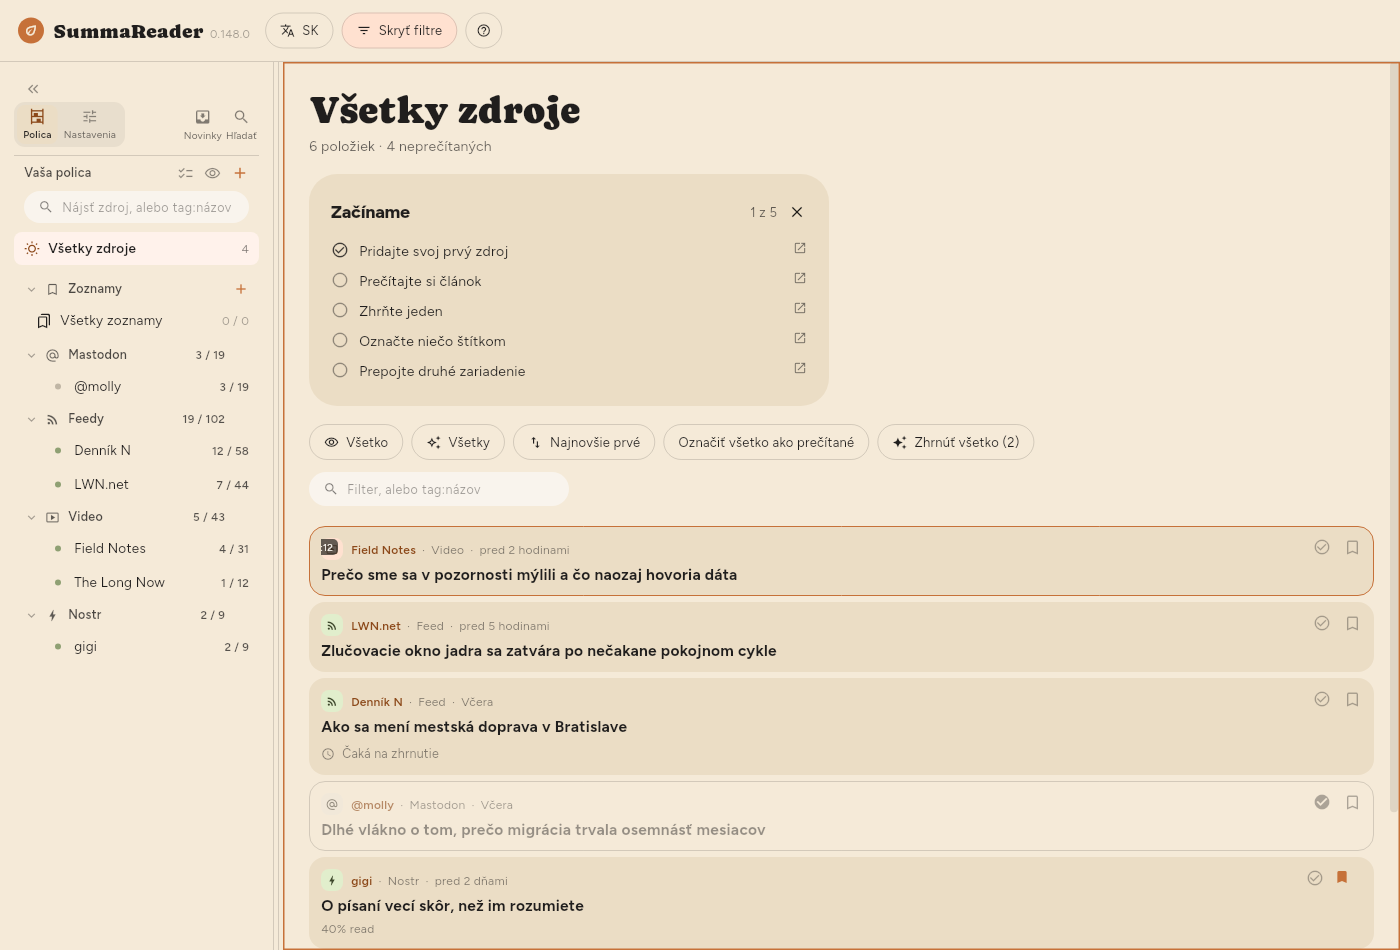 SummaReader 0.148.0
SK
Skryť filtre
Polica
Nastavenia
Novinky
Hľadať
Vaša polica
Nájsť zdroj, alebo tag:názov
Všetky zdroje 4
Zoznamy
Všetky zoznamy 0 / 0
Mastodon 3 / 19
@molly 3 / 19
Feedy 19 / 102
Denník N 12 / 58
LWN.net 7 / 44
Video 5 / 43
Field Notes 4 / 31
The Long Now 1 / 12
Nostr 2 / 9
gigi 2 / 9
Všetky zdroje
6 položiek · 4 neprečítaných
Začíname 1 z 5
Pridajte svoj prvý zdroj
Prečítajte si článok
Zhrňte jeden
Označte niečo štítkom
Prepojte druhé zariadenie
Všetko
Všetky
Najnovšie prvé
Označiť všetko ako prečítané
Zhrnúť všetko (2)
Filter, alebo tag:názov
:12 Field Notes · Video · pred 2 hodinami
Prečo sme sa v pozornosti mýlili a čo naozaj hovoria dáta
LWN.net · Feed · pred 5 hodinami
Zlučovacie okno jadra sa zatvára po nečakane pokojnom cykle
Denník N · Feed · Včera
Ako sa mení mestská doprava v Bratislave
Čaká na zhrnutie
@molly · Mastodon · Včera
Dlhé vlákno o tom, prečo migrácia trvala osemnásť mesiacov
gigi · Nostr · pred 2 dňami
O písaní vecí skôr, než im rozumiete
40% read